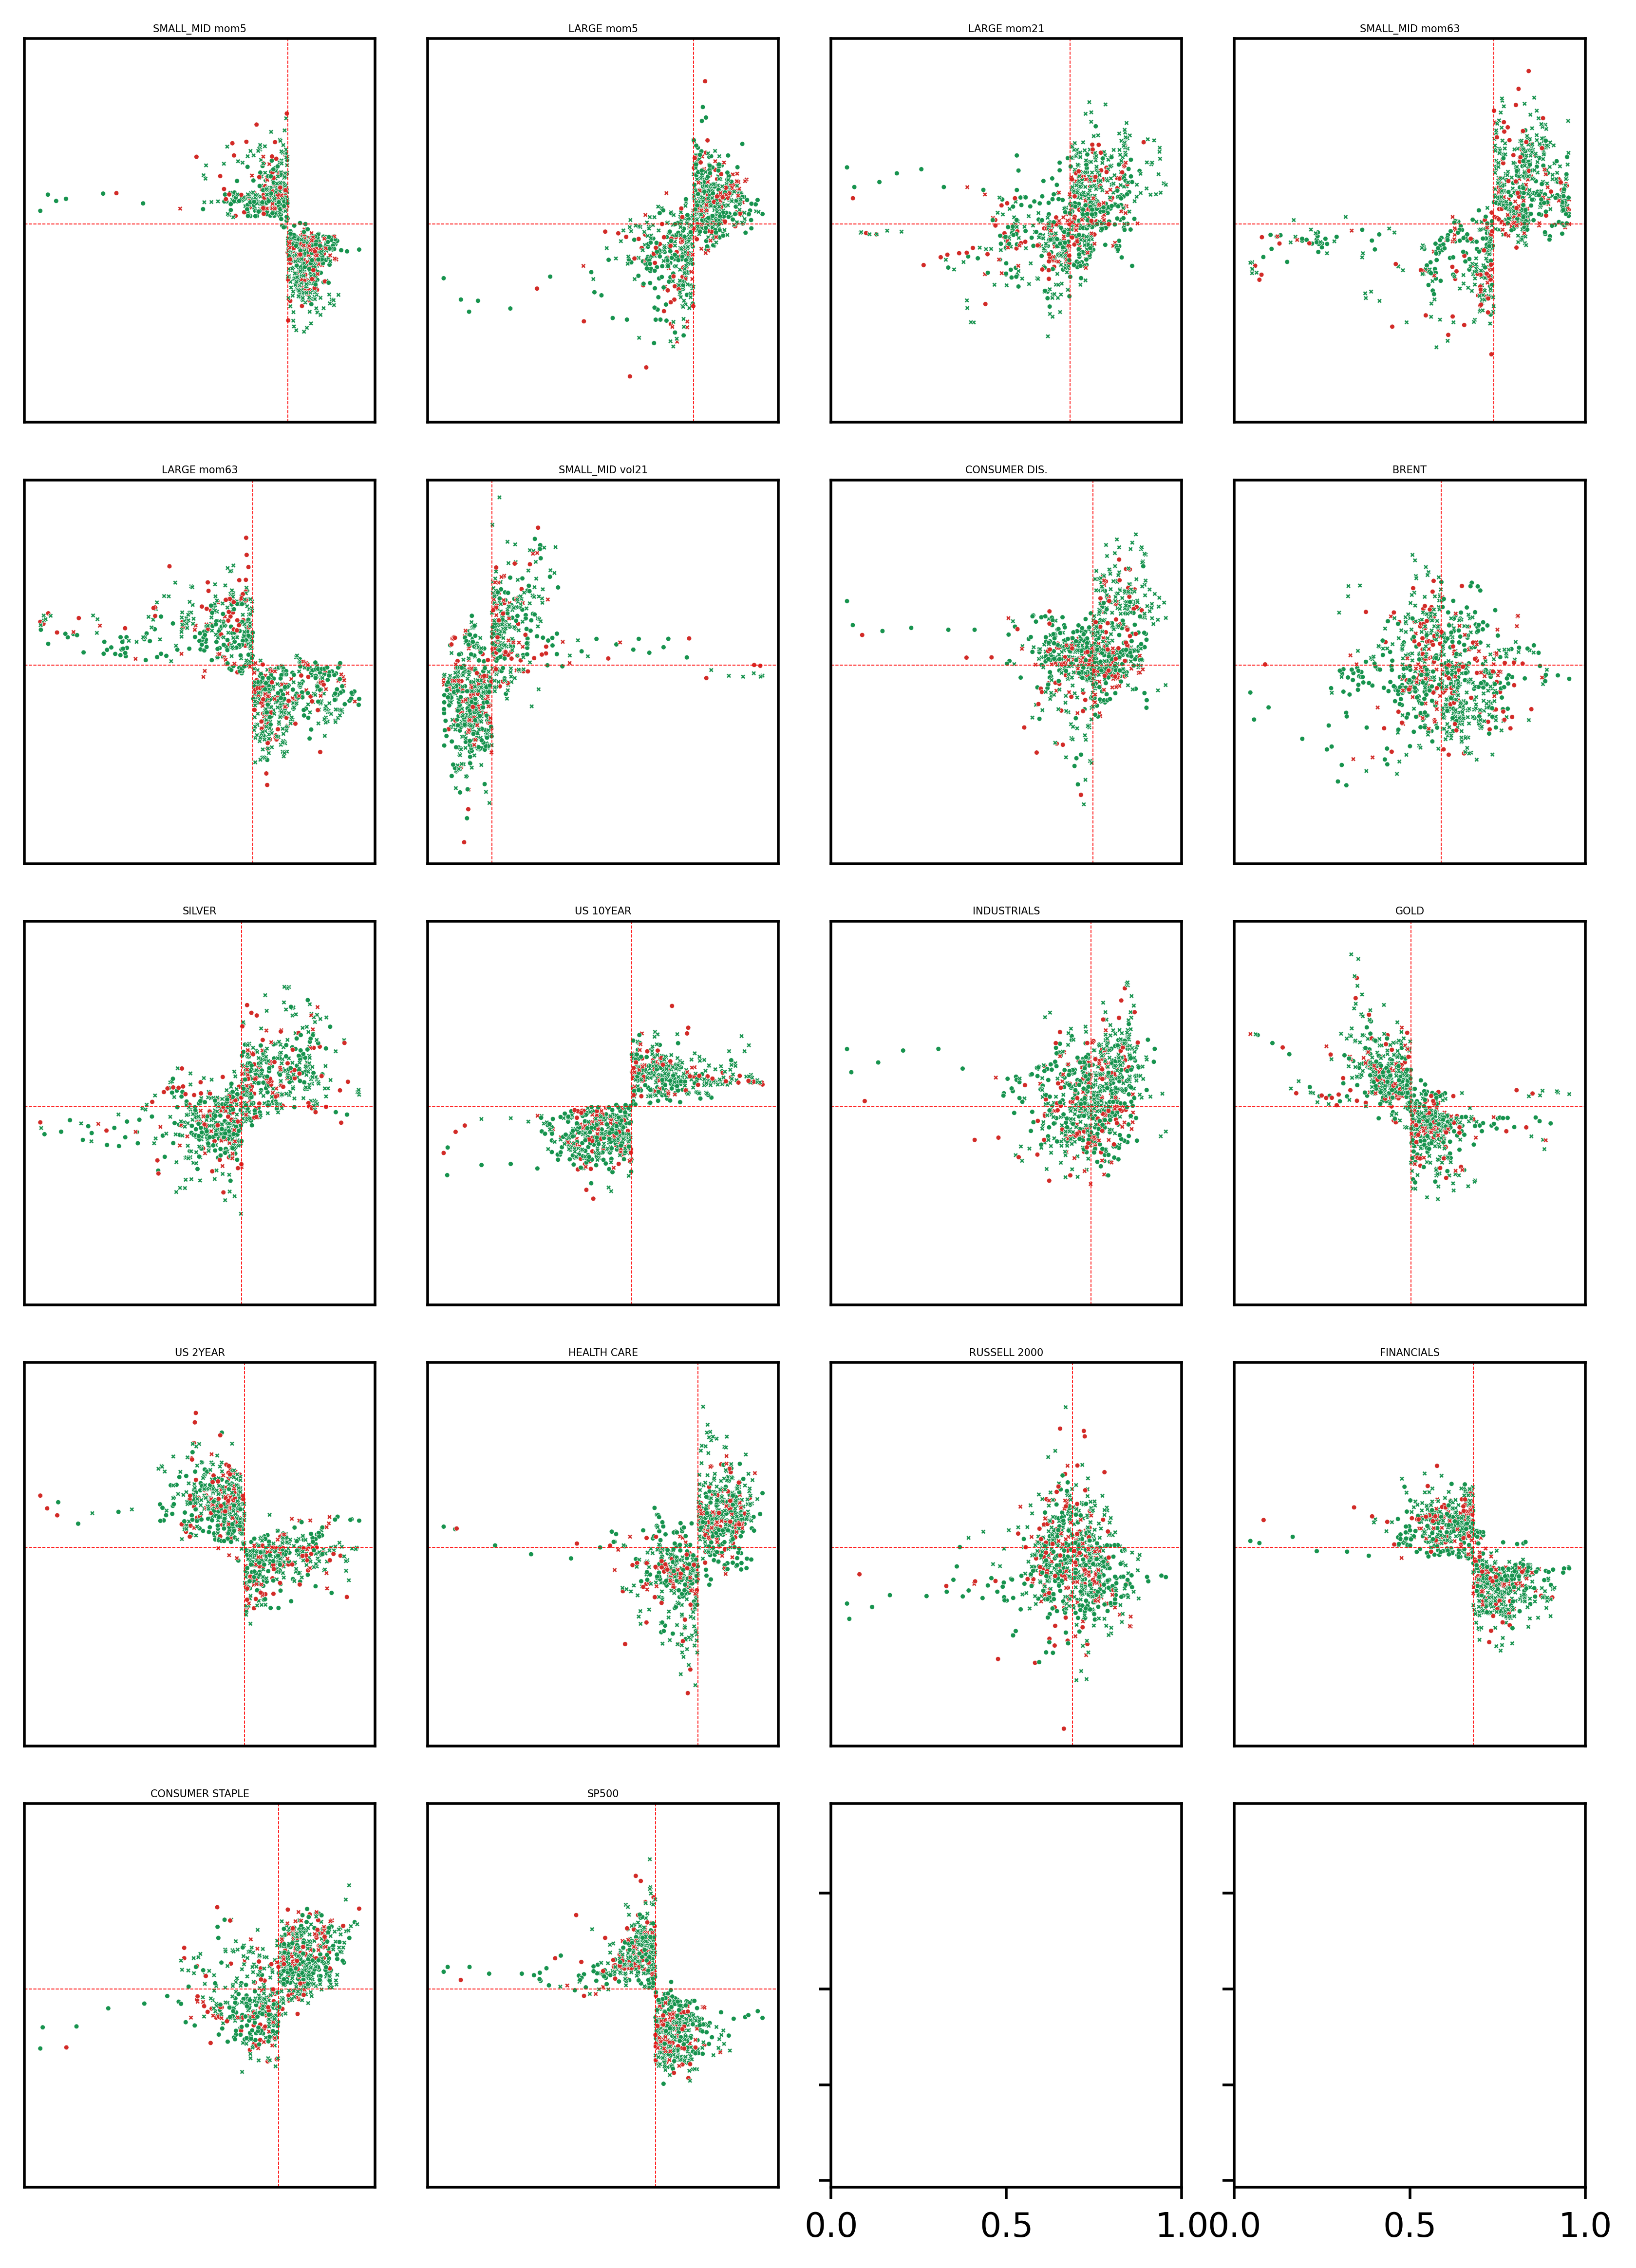 SMALL_MID mom5
LARGE mom5
LARGE mom21
SMALL_MID mom63
LARGE mom63
SMALL_MID vol21
CONSUMER DIS.
BRENT
SILVER
US 10YEAR
INDUSTRIALS
GOLD
US 2YEAR
HEALTH CARE
RUSSELL 2000
FINANCIALS
CONSUMER STAPLE
SP500
0.0 0.5 1.0
0.0 0.5 1.0